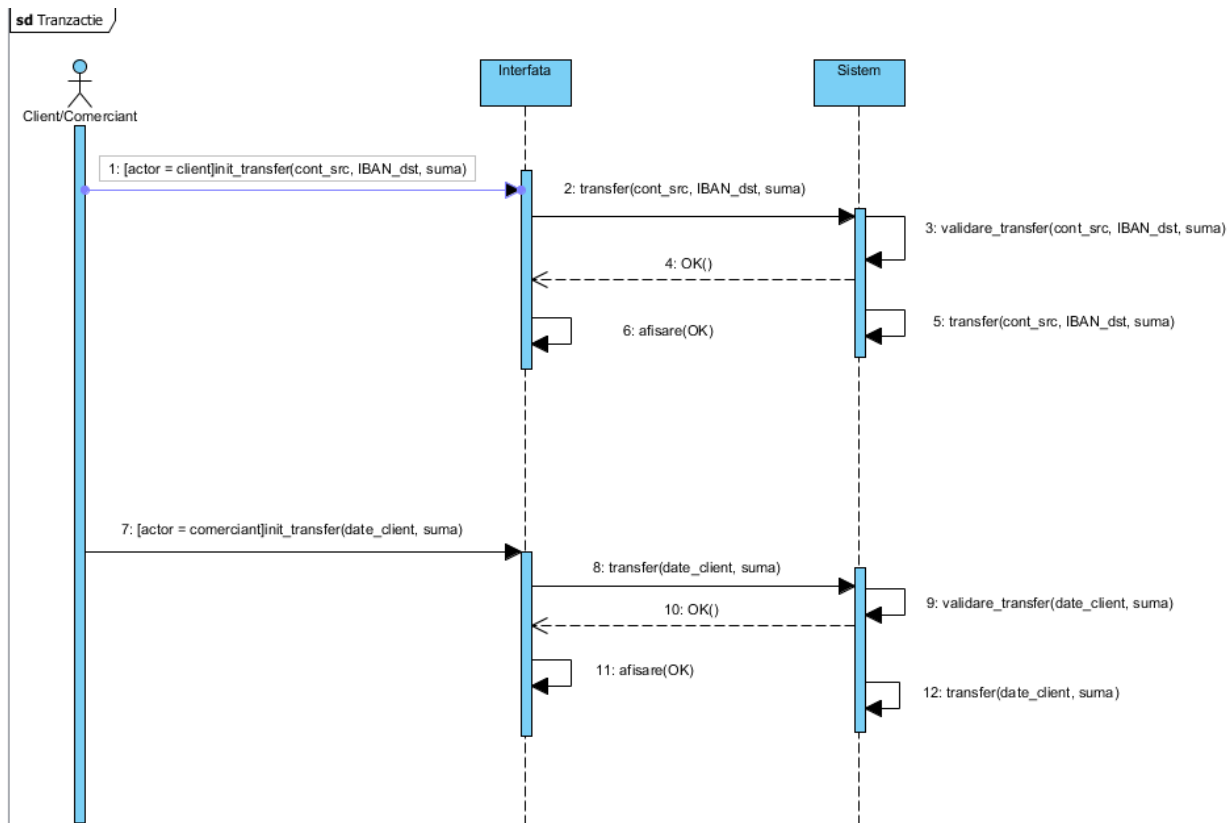 sd Tranzactie
Client/Comerciant
Interfata
Sistem
1: [actor = client]init_transfer(cont_src, IBAN_dst, suma)
2: transfer(cont_src, IBAN_dst, suma)
3: validare_transfer(cont_src, IBAN_dst, suma)
4: OK()
5: transfer(cont_src, IBAN_dst, suma)
6: afisare(OK)
7: [actor = comerciant]init_transfer(date_client, suma)
8: transfer(date_client, suma)
9: validare_transfer(date_client, suma)
10: OK()
11: afisare(OK)
12: transfer(date_client, suma)